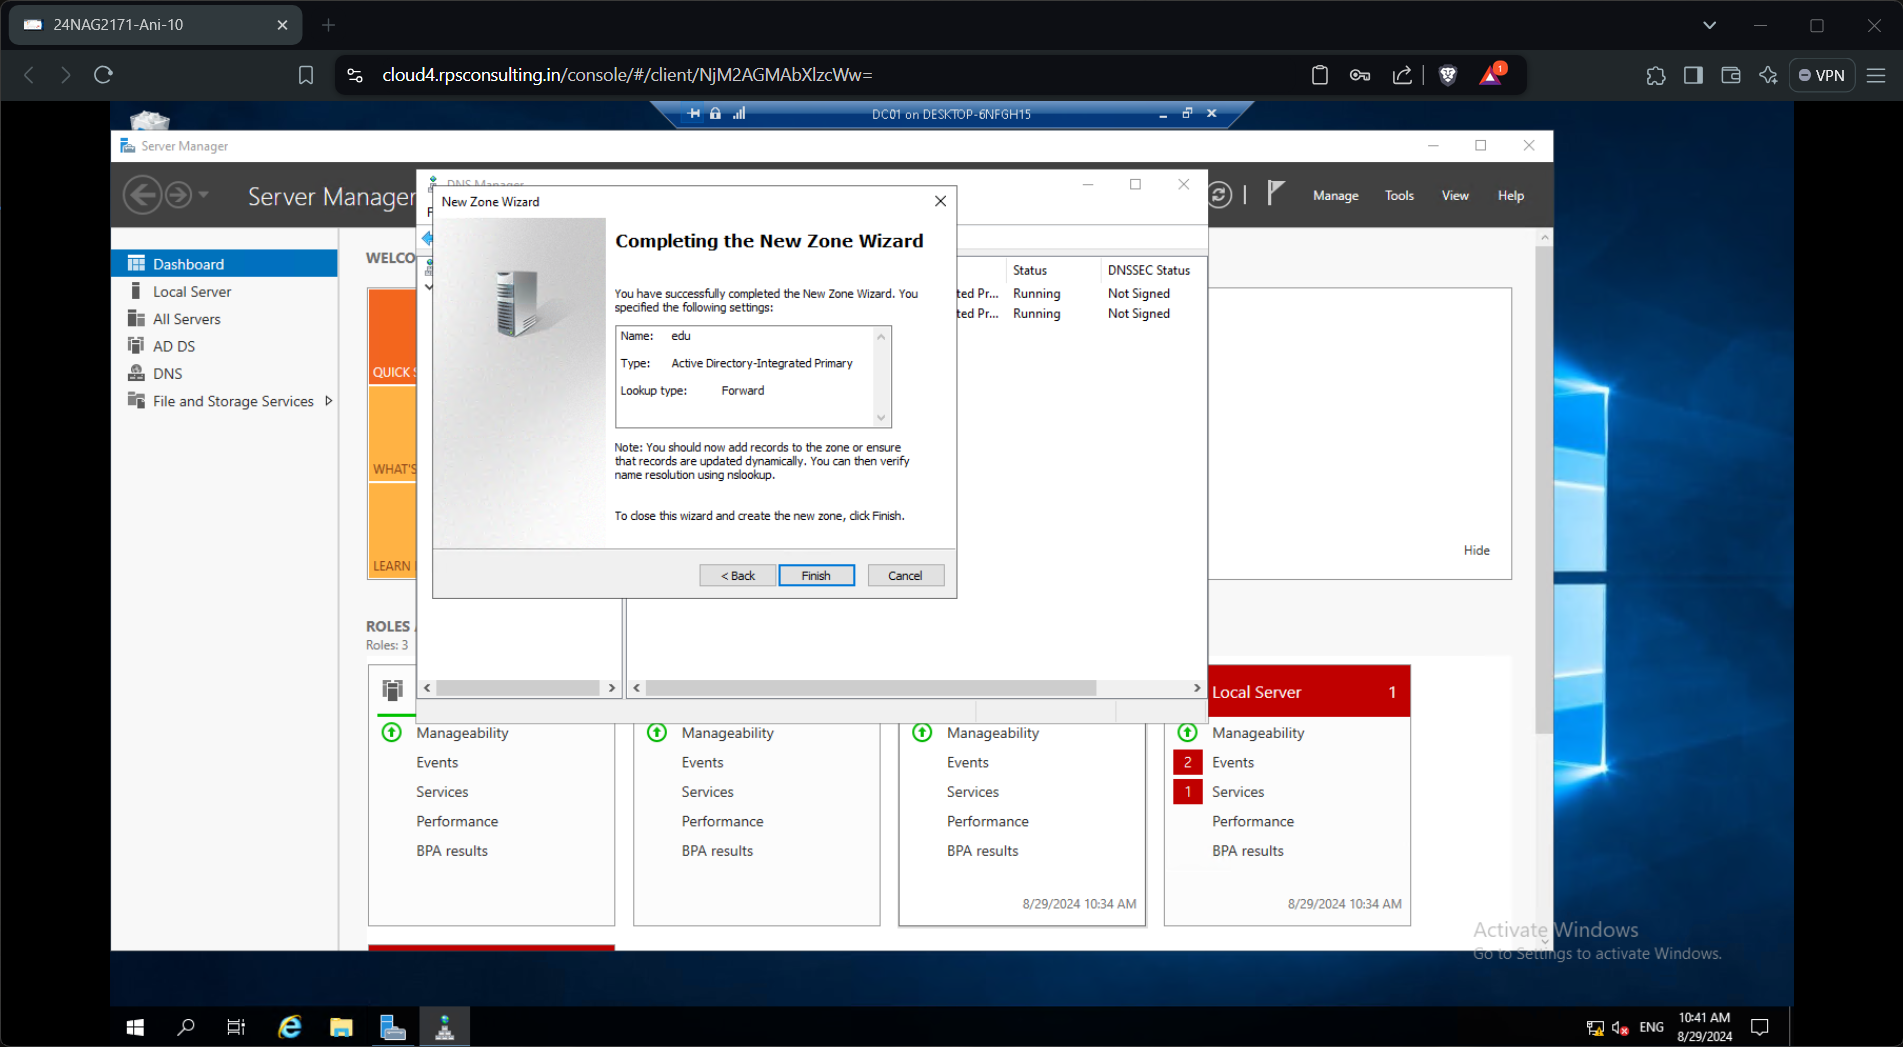 24NAG2171-Ani-10
cloud4.rpsconsulting.in/console/#/client/NjM2AGMAbXlzcWw=
1
VPN
DC01 on DESKTOP-6NFGH15
Server Manager
Server Manager
Manage
Tools
View
Help
DNS Manager
New Zone Wizard
Completing the New Zone Wizard
You have successfully completed the New Zone Wizard. You
specified the following settings:
Name: edu
Type: Active Directory-Integrated Primary
Lookup type: Forward
Note: You should now add records to the zone or ensure
that records are updated dynamically. You can then verify
name resolution using nslookup.
To close this wizard and create the new zone, click Finish.
< Back
Finish
Cancel
Status
DNSSEC Status
ted Pr... Running Not Signed
ted Pr... Running Not Signed
Dashboard
Local Server
All Servers
AD DS
DNS
File and Storage Services
WELCO
QUICK S
WHAT'S
LEARN
Hide
ROLES
Roles: 3
Manageability
Events
Services
Performance
BPA results
Manageability
Events
Services
Performance
BPA results
Manageability
Events
Services
Performance
BPA results
8/29/2024 10:34 AM
Local Server 1
Manageability
2 Events
1 Services
Performance
BPA results
8/29/2024 10:34 AM
Activate Windows
Go to Settings to activate Windows.
ENG
10:41 AM
8/29/2024